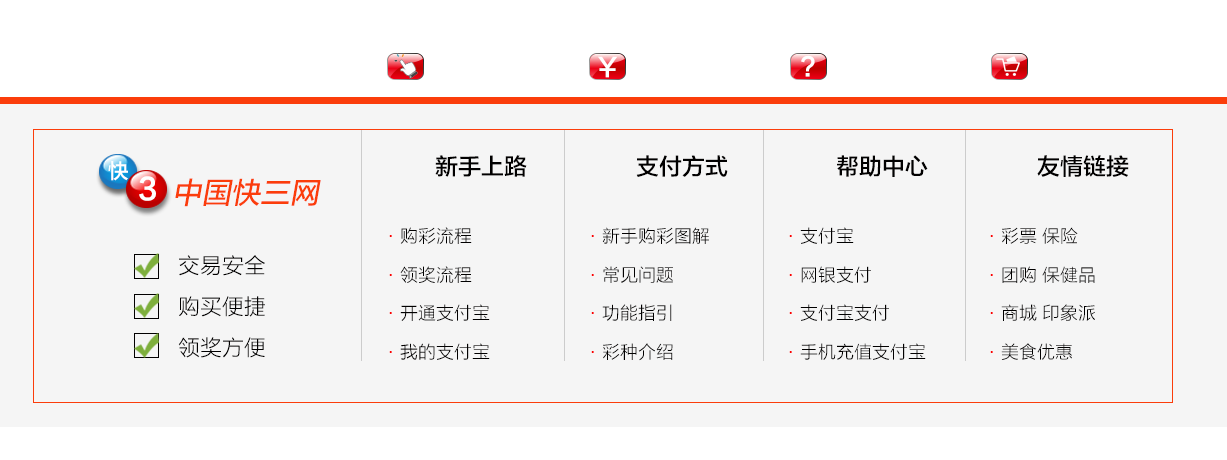 ¥
?
快
3
中国快三网
交易安全
购买便捷
领奖方便
新手上路
· 购彩流程
· 领奖流程
· 开通支付宝
· 我的支付宝
支付方式
· 新手购彩图解
· 常见问题
· 功能指引
· 彩种介绍
帮助中心
· 支付宝
· 网银支付
· 支付宝支付
· 手机充值支付宝
友情链接
· 彩票 保险
· 团购 保健品
· 商城 印象派
· 美食优惠